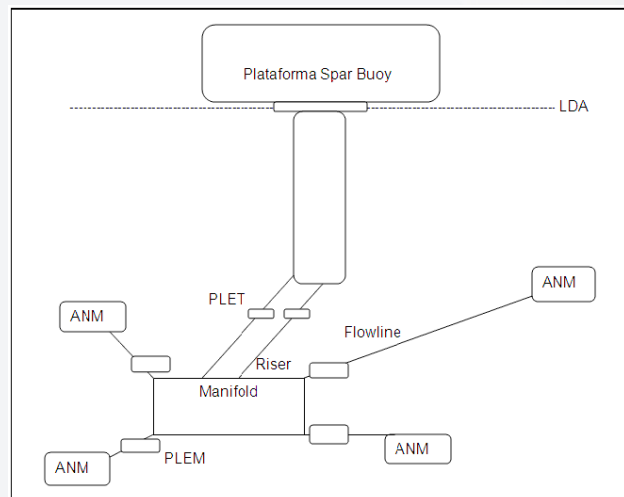 Plataforma Spar Buoy
LDA
ANM
PLET
ANM
Flowline
Riser
Manifold
ANM
PLEM
ANM